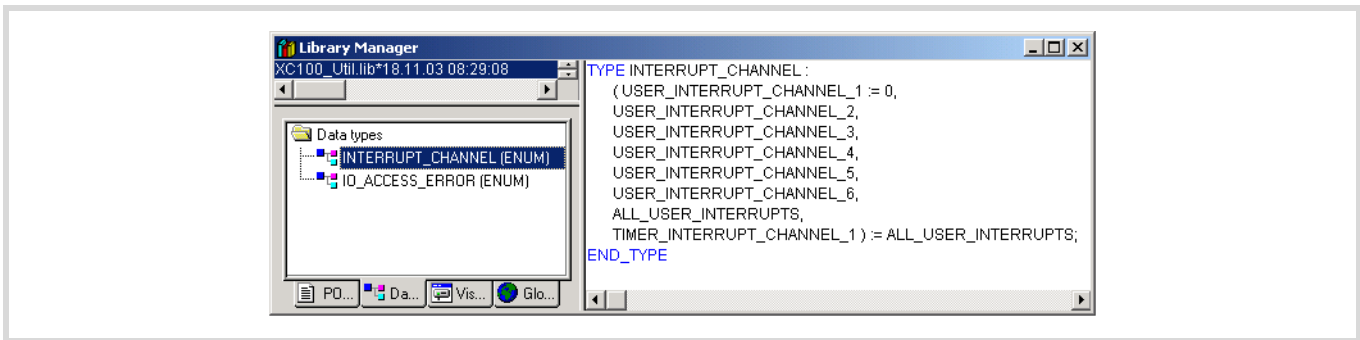 Library Manager
XC100_Util.lib*18.11.03 08:29:08
Data types
INTERRUPT_CHANNEL (ENUM)
IO_ACCESS_ERROR (ENUM)
PO... Da... Vis... Glo...
TYPE INTERRUPT_CHANNEL :
( USER_INTERRUPT_CHANNEL_1 := 0,
USER_INTERRUPT_CHANNEL_2,
USER_INTERRUPT_CHANNEL_3,
USER_INTERRUPT_CHANNEL_4,
USER_INTERRUPT_CHANNEL_5,
USER_INTERRUPT_CHANNEL_6,
ALL_USER_INTERRUPTS,
TIMER_INTERRUPT_CHANNEL_1 ) := ALL_USER_INTERRUPTS;
END_TYPE